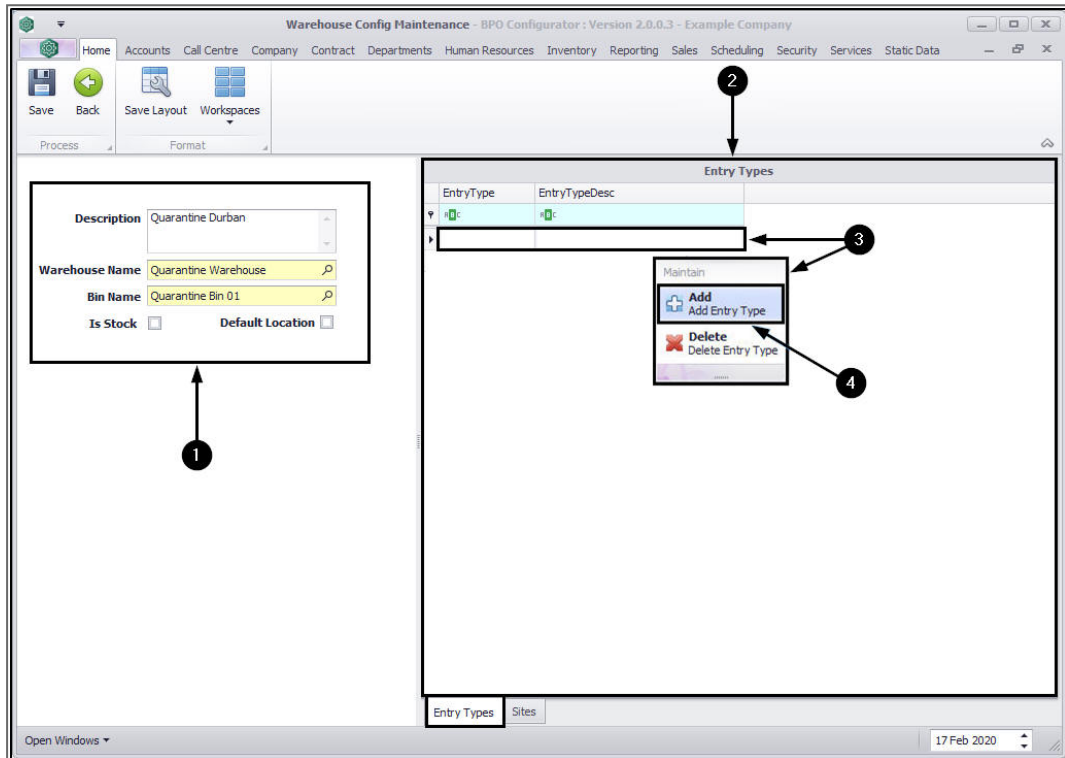 Warehouse Config Maintenance - BPO Configurator : Version 2.0.0.3 - Example Company
Home Accounts Call Centre Company Contract Departments Human Resources Inventory Reporting Sales Scheduling Security Services Static Data
Save Back Save Layout Workspaces
Process Format
2
Entry Types
EntryType EntryTypeDesc
Description Quarantine Durban
3
Warehouse Name Quarantine Warehouse
Maintain
Bin Name Quarantine Bin 01
Add
Add Entry Type
Is Stock Default Location
Delete
Delete Entry Type
4
1
Entry Types Sites
Open Windows 17 Feb 2020